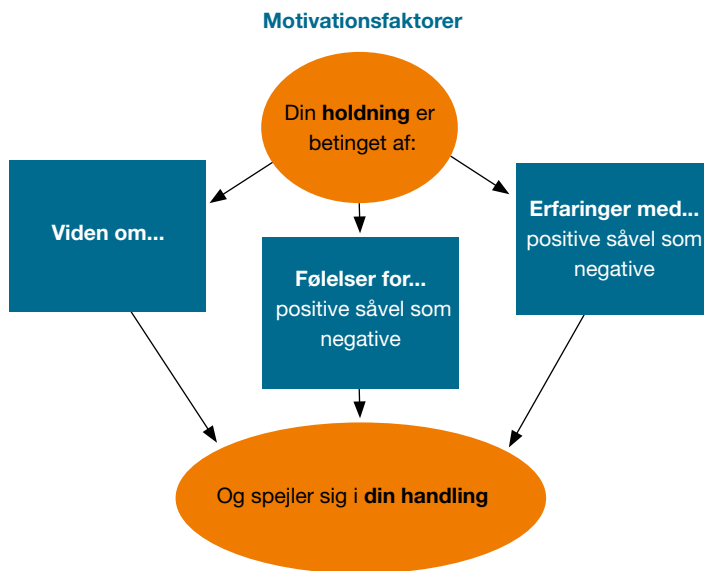 Motivationsfaktorer
Din holdning er
betinget af:
Viden om...
Følelser for...
positive såvel som
negative
Erfaringer med...
positive såvel som
negative
Og spejler sig i din handling